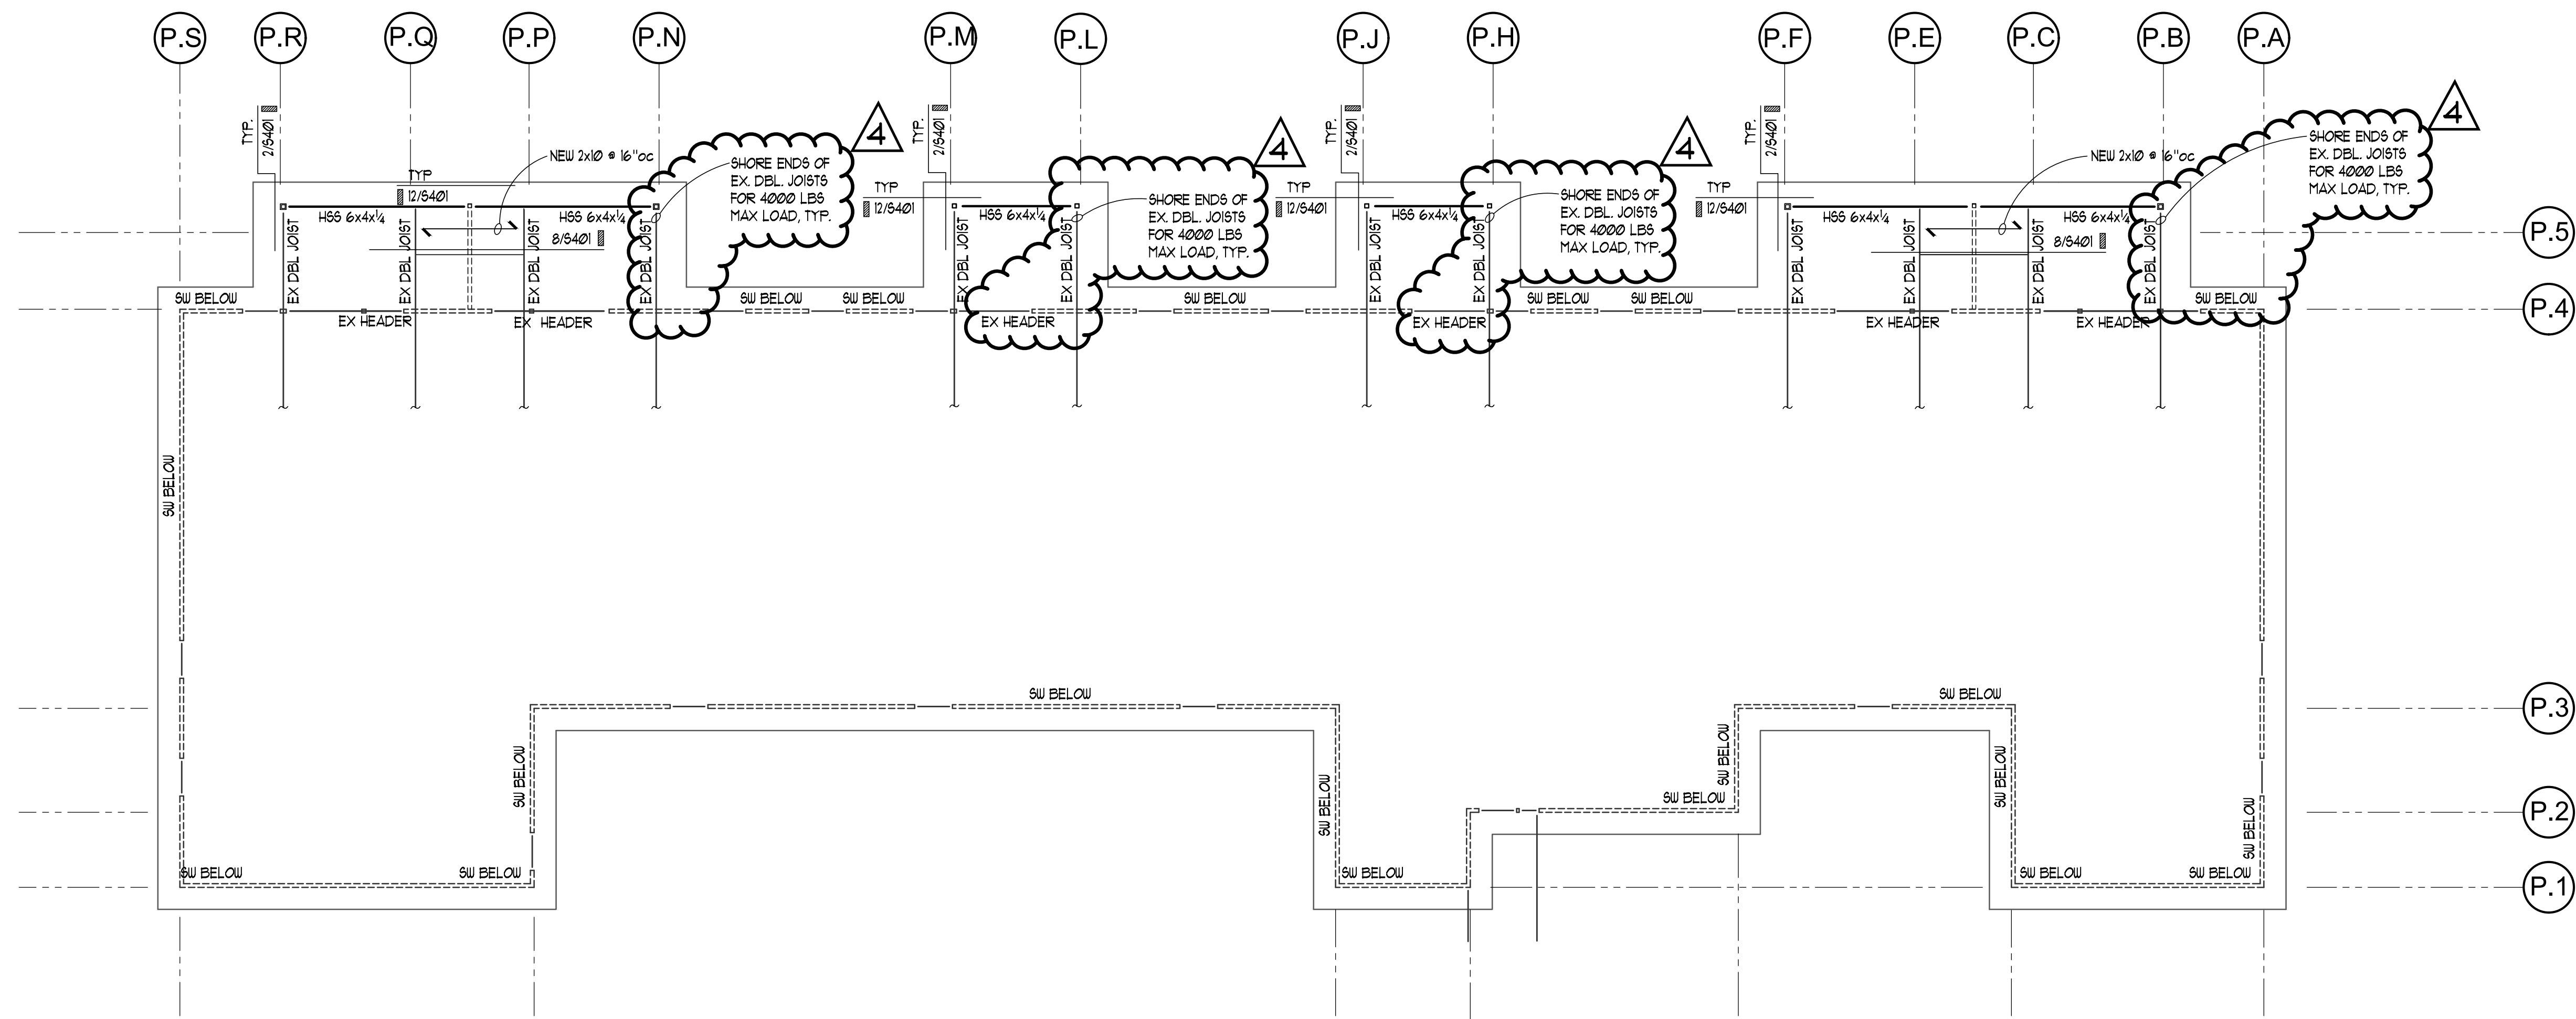 P.S
P.R
P.Q
P.P
P.N
P.M
P.L
P.J
P.H
P.F
P.E
P.C
P.B
P.A
TYP.
2/S401
TYP.
2/S401
TYP.
2/S401
TYP.
2/S401
4
4
4
4
NEW 2x10 @ 16"oc
SHORE ENDS OF
EX. DBL. JOISTS
FOR 4000 LBS
MAX LOAD, TYP.
SHORE ENDS OF
EX. DBL. JOISTS
FOR 4000 LBS
MAX LOAD, TYP.
SHORE ENDS OF
EX. DBL. JOISTS
FOR 4000 LBS
MAX LOAD, TYP.
NEW 2x10 @ 16"oc
SHORE ENDS OF
EX. DBL. JOISTS
FOR 4000 LBS
MAX LOAD, TYP.
TYP
12/S401
TYP
12/S401
TYP
12/S401
TYP
12/S401
HSS 6x4x1/4
HSS 6x4x1/4
HSS 6x4x1/4
HSS 6x4x1/4
HSS 6x4x1/4
HSS 6x4x1/4
8/S401
8/S401
P.5
EX DBL JOIST
EX DBL JOIST
EX DBL JOIST
EX DBL JOIST
EX DBL JOIST
EX DBL JOIST
EX DBL JOIST
EX DBL JOIST
EX DBL JOIST
EX DBL JOIST
EX DBL JOIST
EX DBL JOIST
SW BELOW
SW BELOW
SW BELOW
SW BELOW
SW BELOW
SW BELOW
SW BELOW
P.4
EX HEADER
EX HEADER
EX HEADER
EX HEADER
EX HEADER
EX HEADER
SW BELOW
SW BELOW
SW BELOW
P.3
SW BELOW
SW BELOW
SW BELOW
SW BELOW
SW BELOW
SW BELOW
P.2
SW BELOW
SW BELOW
SW BELOW
SW BELOW
SW BELOW
P.1